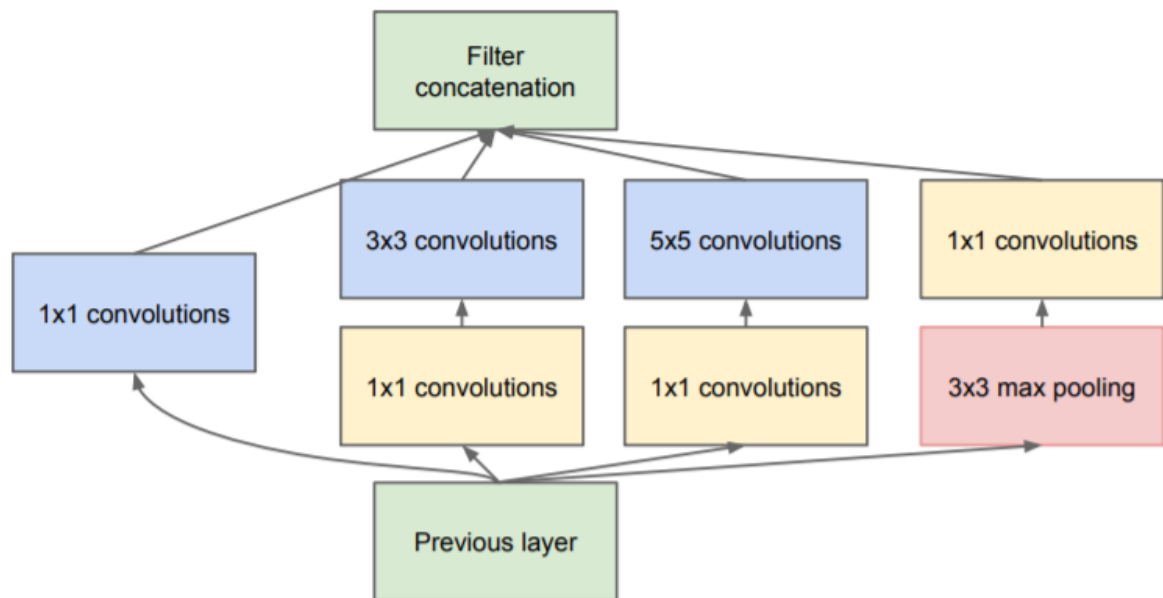 Filter
concatenation
3x3 convolutions
5x5 convolutions
1x1 convolutions
1x1 convolutions
1x1 convolutions
1x1 convolutions
3x3 max pooling
Previous layer